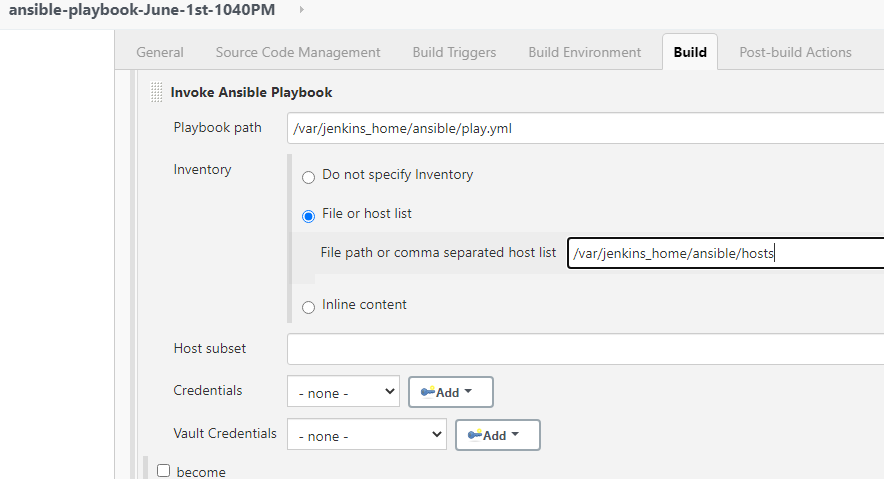 ansible-playbook-June-1st-1040PM
General Source Code Management Build Triggers Build Environment Build Post-build Actions
Invoke Ansible Playbook
Playbook path /var/jenkins_home/ansible/play.yml
Inventory Do not specify Inventory
File or host list
File path or comma separated host list /var/jenkins_home/ansible/hosts
Inline content
Host subset
Credentials - none - Add
Vault Credentials - none - Add
become